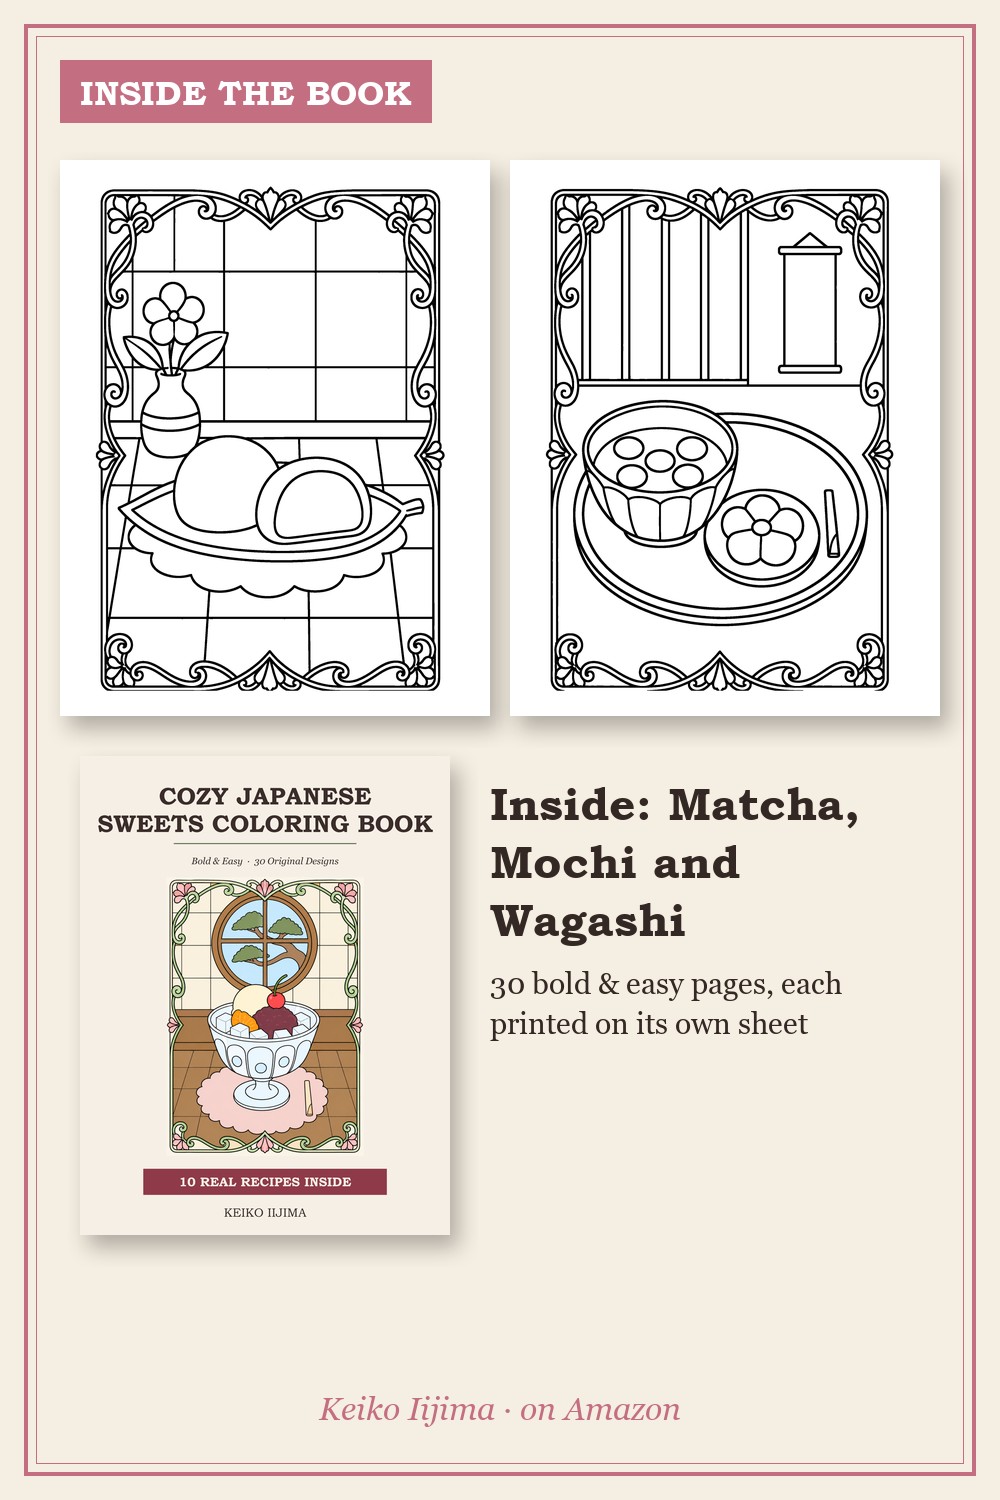 INSIDE THE BOOK
COZY JAPANESE
SWEETS COLORING BOOK
Bold & Easy · 30 Original Designs
10 REAL RECIPES INSIDE
KEIKO IIJIMA
Inside: Matcha,
Mochi and
Wagashi
30 bold & easy pages, each
printed on its own sheet
Keiko Iijima · on Amazon